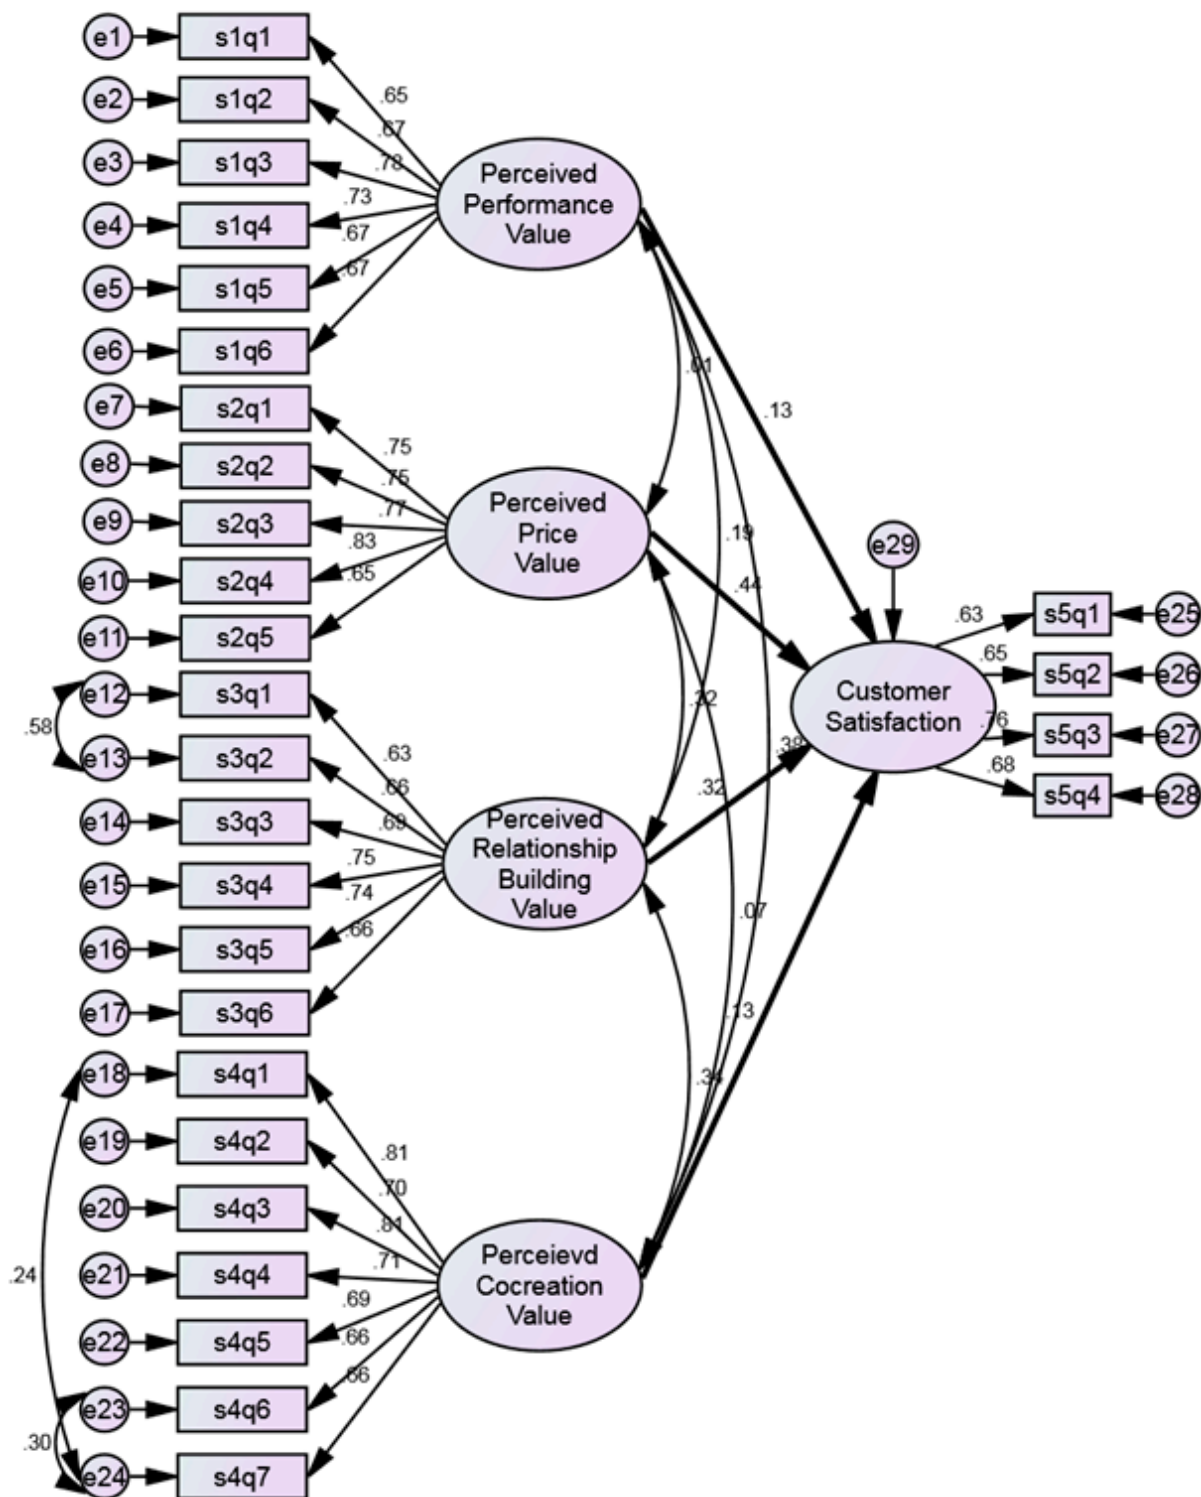 e1 s1q1
.65
e2 s1q2
.67
e3 s1q3
.78
.73
e4 s1q4
.67
e5 s1q5
.67
e6 s1q6
Perceived
Performance
Value
e7 s2q1
.75
e8 s2q2
.75
e9 s2q3
.77
.83
e10 s2q4
.65
e11 s2q5
Perceived
Price
Value
e12 s3q1
.58
e13 s3q2
.63
.66
e14 s3q3
.69
.75
e15 s3q4
.74
e16 s3q5
.66
e17 s3q6
Perceived
Relationship
Building
Value
e18 s4q1
.81
e19 s4q2
.70
e20 s4q3
.81
.71
e21 s4q4
.24
.69
e22 s4q5
.66
e23 s4q6
.66
.30
e24 s4q7
Perceievd
Cocreation
Value
.01
.13
.19
.44
.32
.38
.32
.07
.13
.34
e29
Customer
Satisfaction
.63
s5q1 e25
.65
s5q2 e26
.76
s5q3 e27
.68
s5q4 e28